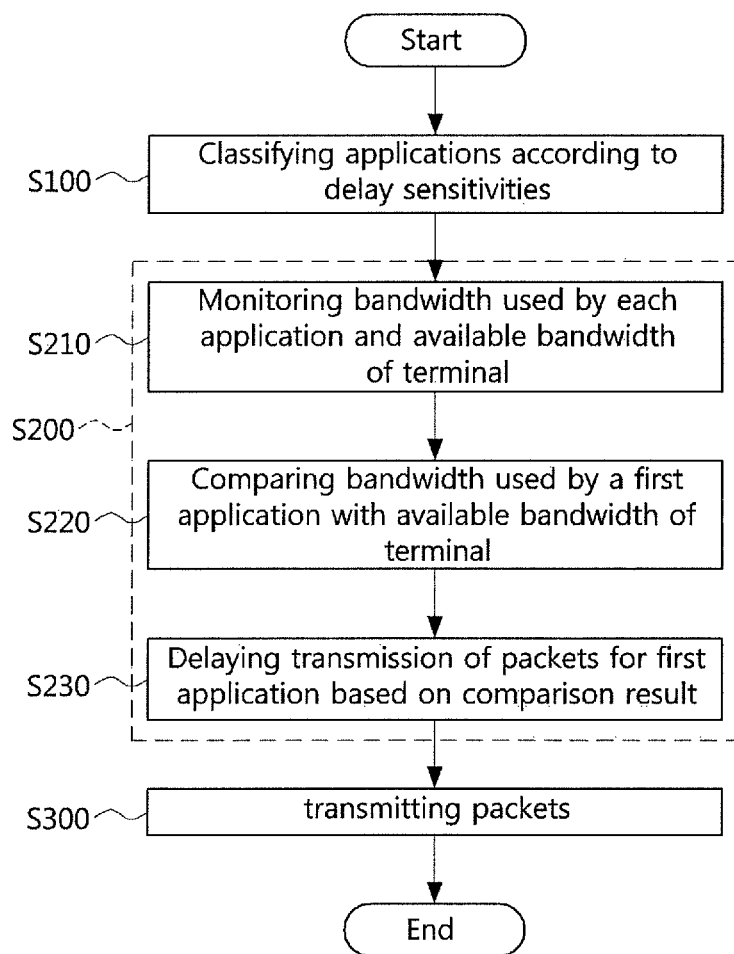 Start
S100
Classifying applications according to
delay sensitivities
S210
Monitoring bandwidth used by each
application and available bandwidth
of terminal
S200
S220
Comparing bandwidth used by a first
application with available bandwidth of
terminal
S230
Delaying transmission of packets for first
application based on comparison result
S300
transmitting packets
End